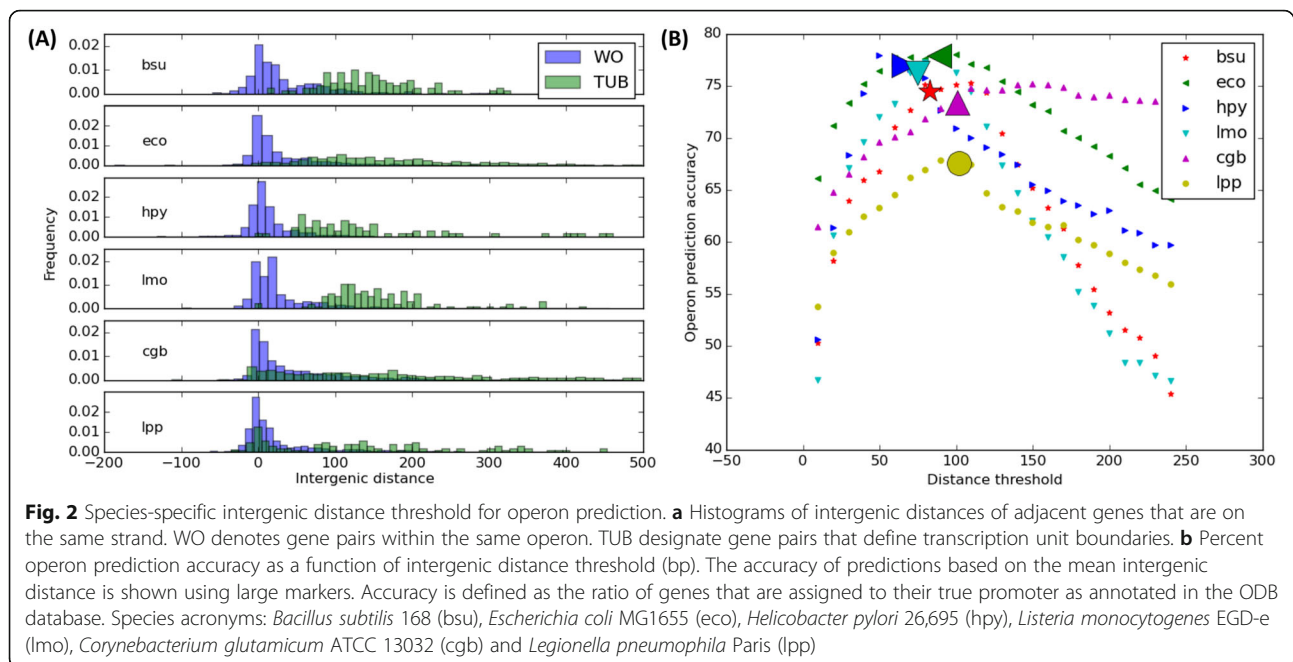 (A)
0.02
0.01
0.00
bsu
WO
TUB
0.02
0.01
0.00
eco
0.02
0.01
0.00
hpy
0.02
0.01
0.00
lmo
0.02
0.01
0.00
cgb
0.02
0.01
0.00
lpp
Frequency
−200 −100 0 100 200 300 400 500
Intergenic distance
(B)
80
75
70
65
60
55
50
45
40
Operon prediction accuracy
bsu
eco
hpy
lmo
cgb
lpp
−50 0 50 100 150 200 250 300
Distance threshold
Fig. 2 Species-specific intergenic distance threshold for operon prediction. a Histograms of intergenic distances of adjacent genes that are on
the same strand. WO denotes gene pairs within the same operon. TUB designate gene pairs that define transcription unit boundaries. b Percent
operon prediction accuracy as a function of intergenic distance threshold (bp). The accuracy of predictions based on the mean intergenic
distance is shown using large markers. Accuracy is defined as the ratio of genes that are assigned to their true promoter as annotated in the ODB
database. Species acronyms: Bacillus subtilis 168 (bsu), Escherichia coli MG1655 (eco), Helicobacter pylori 26,695 (hpy), Listeria monocytogenes EGD-e
(lmo), Corynebacterium glutamicum ATCC 13032 (cgb) and Legionella pneumophila Paris (lpp)